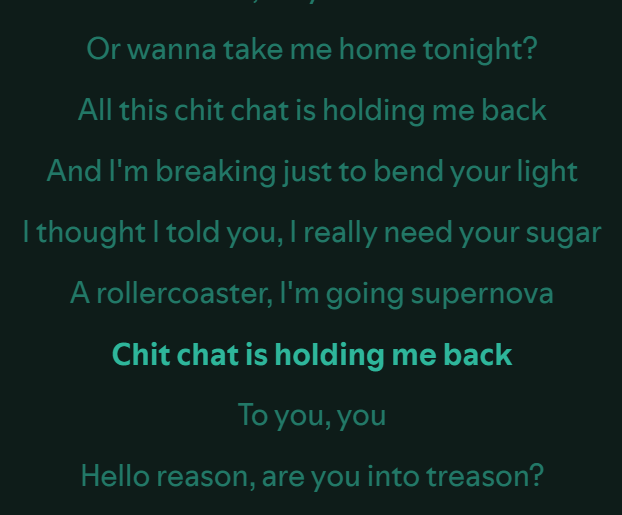 Or wanna take me home tonight?
All this chit chat is holding me back
And I'm breaking just to bend your light
I thought I told you, I really need your sugar
A rollercoaster, I'm going supernova
Chit chat is holding me back
To you, you
Hello reason, are you into treason?